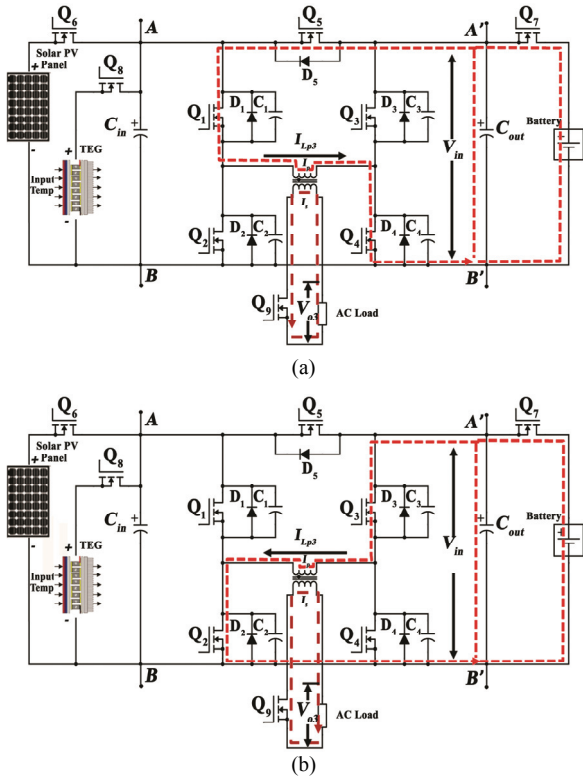 Q6
A
Q5
A'
Q7
Solar PV
Panel
+
-
Q8
D5
Q1
D1
C1
Q3
D3
C3
Cin
+
ILp3
Vin
+
Cout
Battery
+
TEG
Input
Temp
-
I
Is
Q2
D2
C2
Q4
D4
C4
B
B'
Q9
Vo3
AC Load
(a)
Q6
A
Q5
A'
Q7
Solar PV
+ Panel
-
Q8
D5
Q1
D1
C1
Q3
D3
C3
Cin
+
ILp3
Vin
+
Cout
Battery
+
TEG
Input
Temp
-
I
Is
Q2
D2
C2
Q4
D4
C4
B
B'
Q9
Vo3
AC Load
(b)